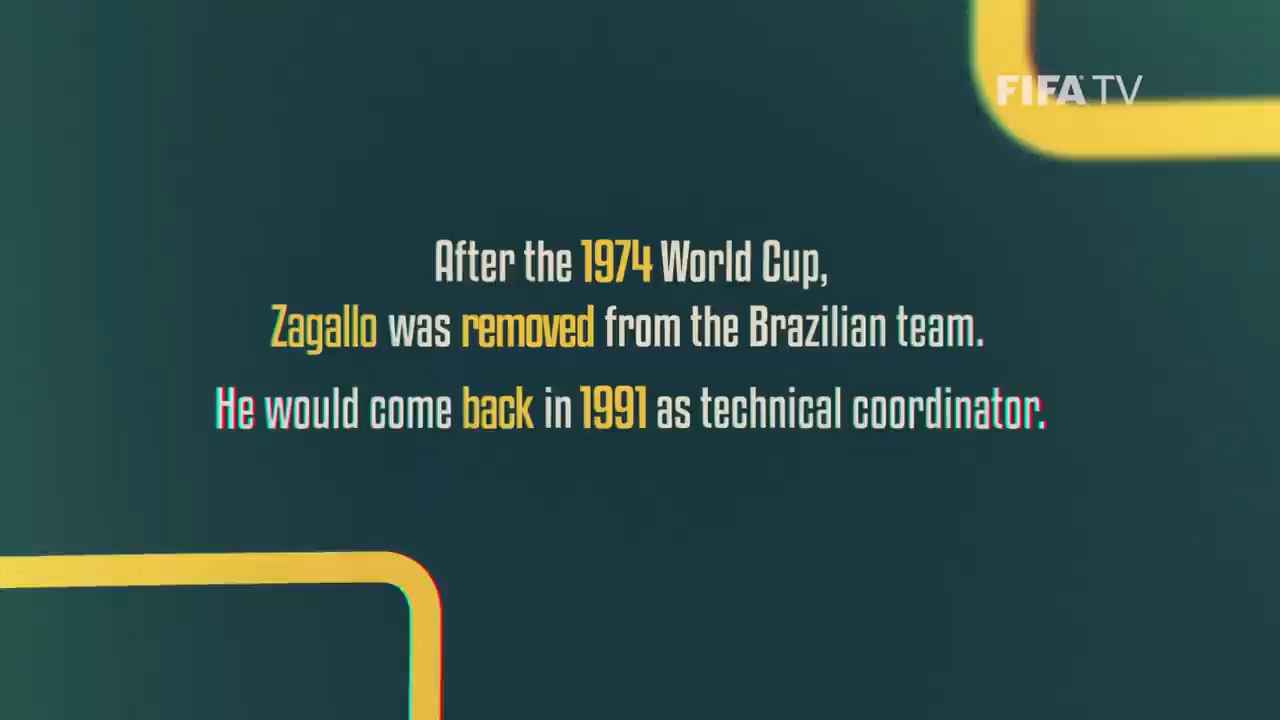 FIFA TV
After the 1974 World Cup,
Zagallo was removed from the Brazilian team.
He would come back in 1991 as technical coordinator.